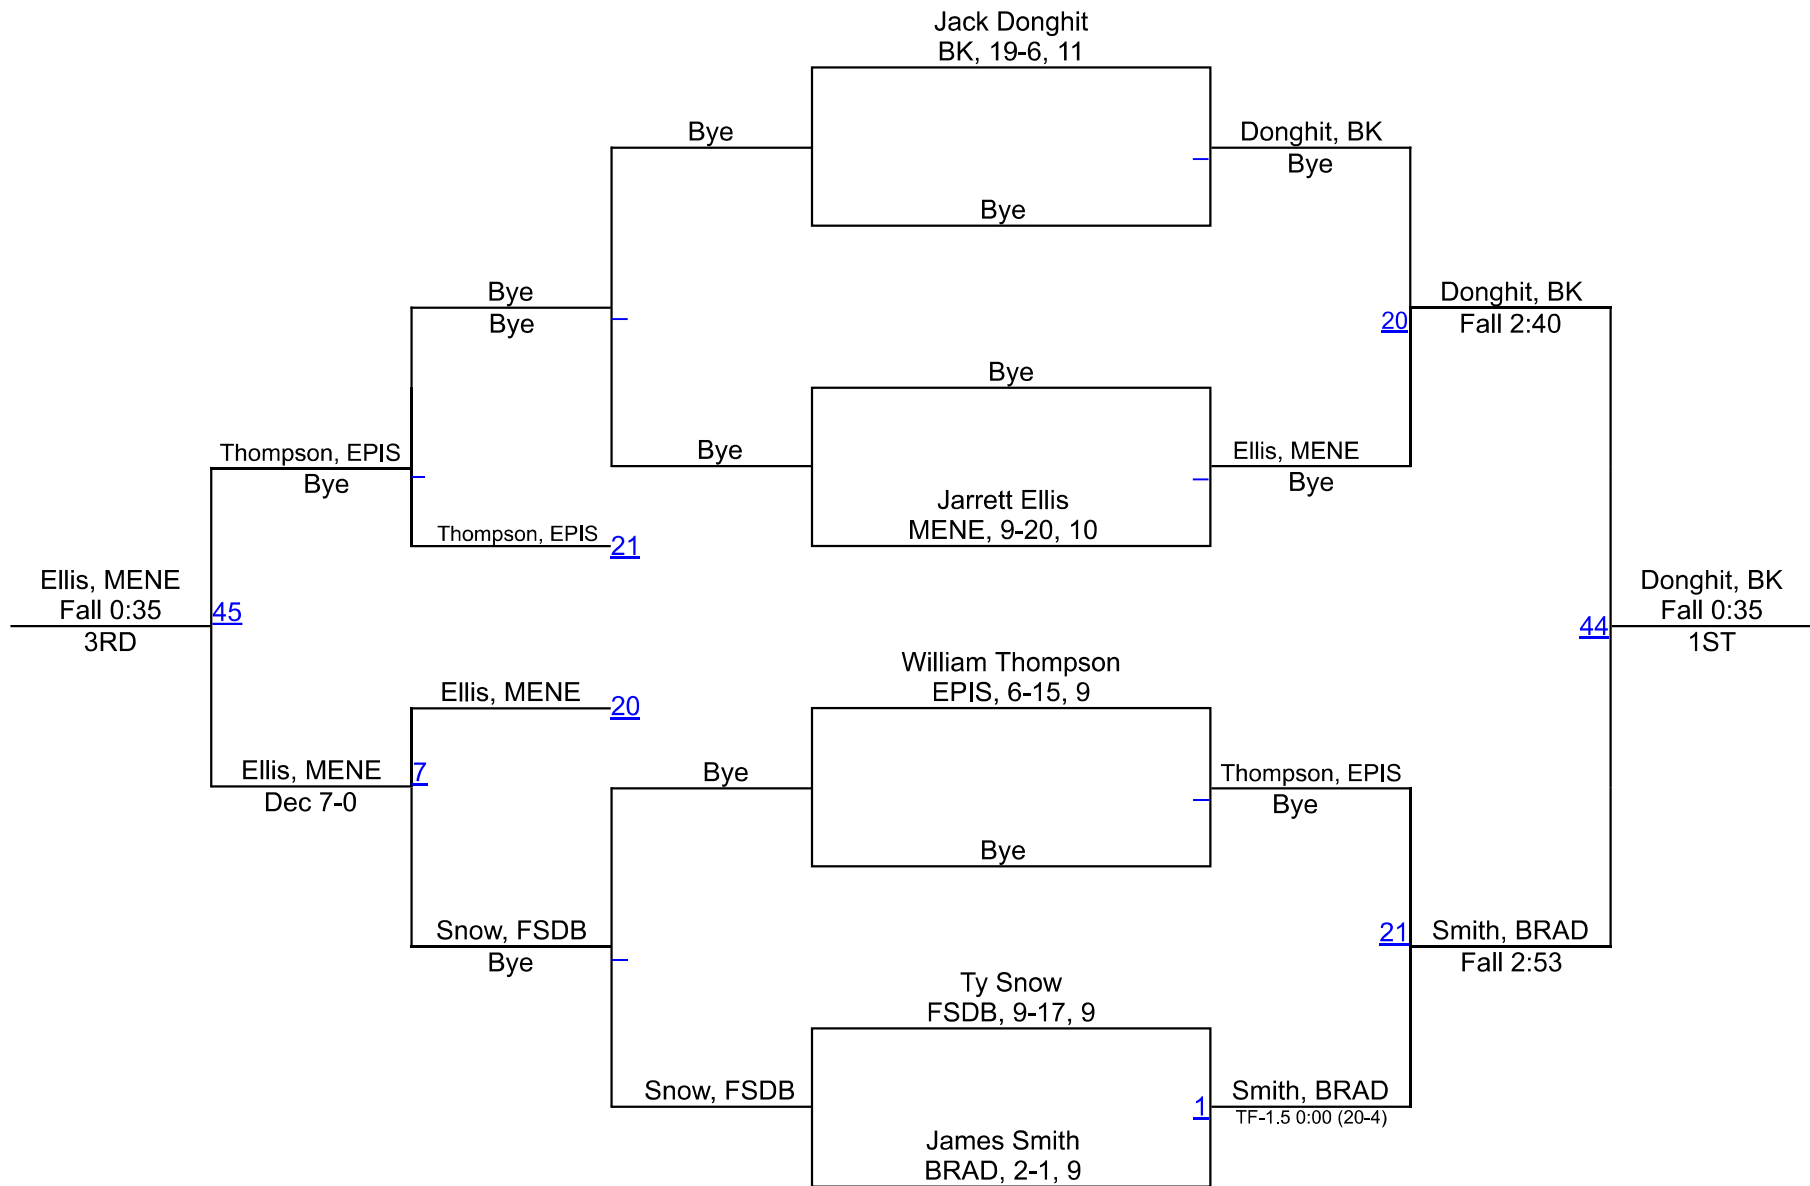 Jack Donghit
BK, 19-6, 11
Bye
Donghit, BK
Bye
Bye
Bye
Bye
Donghit, BK
20
Fall 2:40
Bye
Bye
Thompson, EPIS
Bye
Ellis, MENE
Bye
Jarrett Ellis
MENE, 9-20, 10
Thompson, EPIS
21
Ellis, MENE
Fall 0:35
3RD
45
Donghit, BK
Fall 0:35
1ST
44
William Thompson
EPIS, 6-15, 9
Ellis, MENE
20
Ellis, MENE
7
Dec 7-0
Bye
Thompson, EPIS
Bye
Bye
Snow, FSDB
Bye
21
Smith, BRAD
Fall 2:53
Ty Snow
FSDB, 9-17, 9
Snow, FSDB
1
Smith, BRAD
TF-1.5 0:00 (20-4)
James Smith
BRAD, 2-1, 9